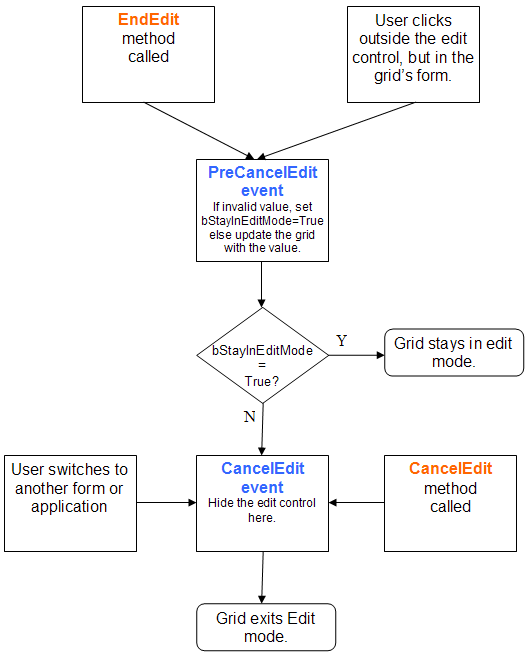 EndEdit
method
called
User clicks
outside the edit
control, but in the
grid's form.
PreCancelEdit
event
If invalid value, set
bStayInEditMode=True
else update the grid
with the value.
bStayInEditMode
=
True?
Y
Grid stays in edit
mode.
N
User switches to
another form or
application
CancelEdit
event
Hide the edit control
here.
CancelEdit
method
called
Grid exits Edit
mode.